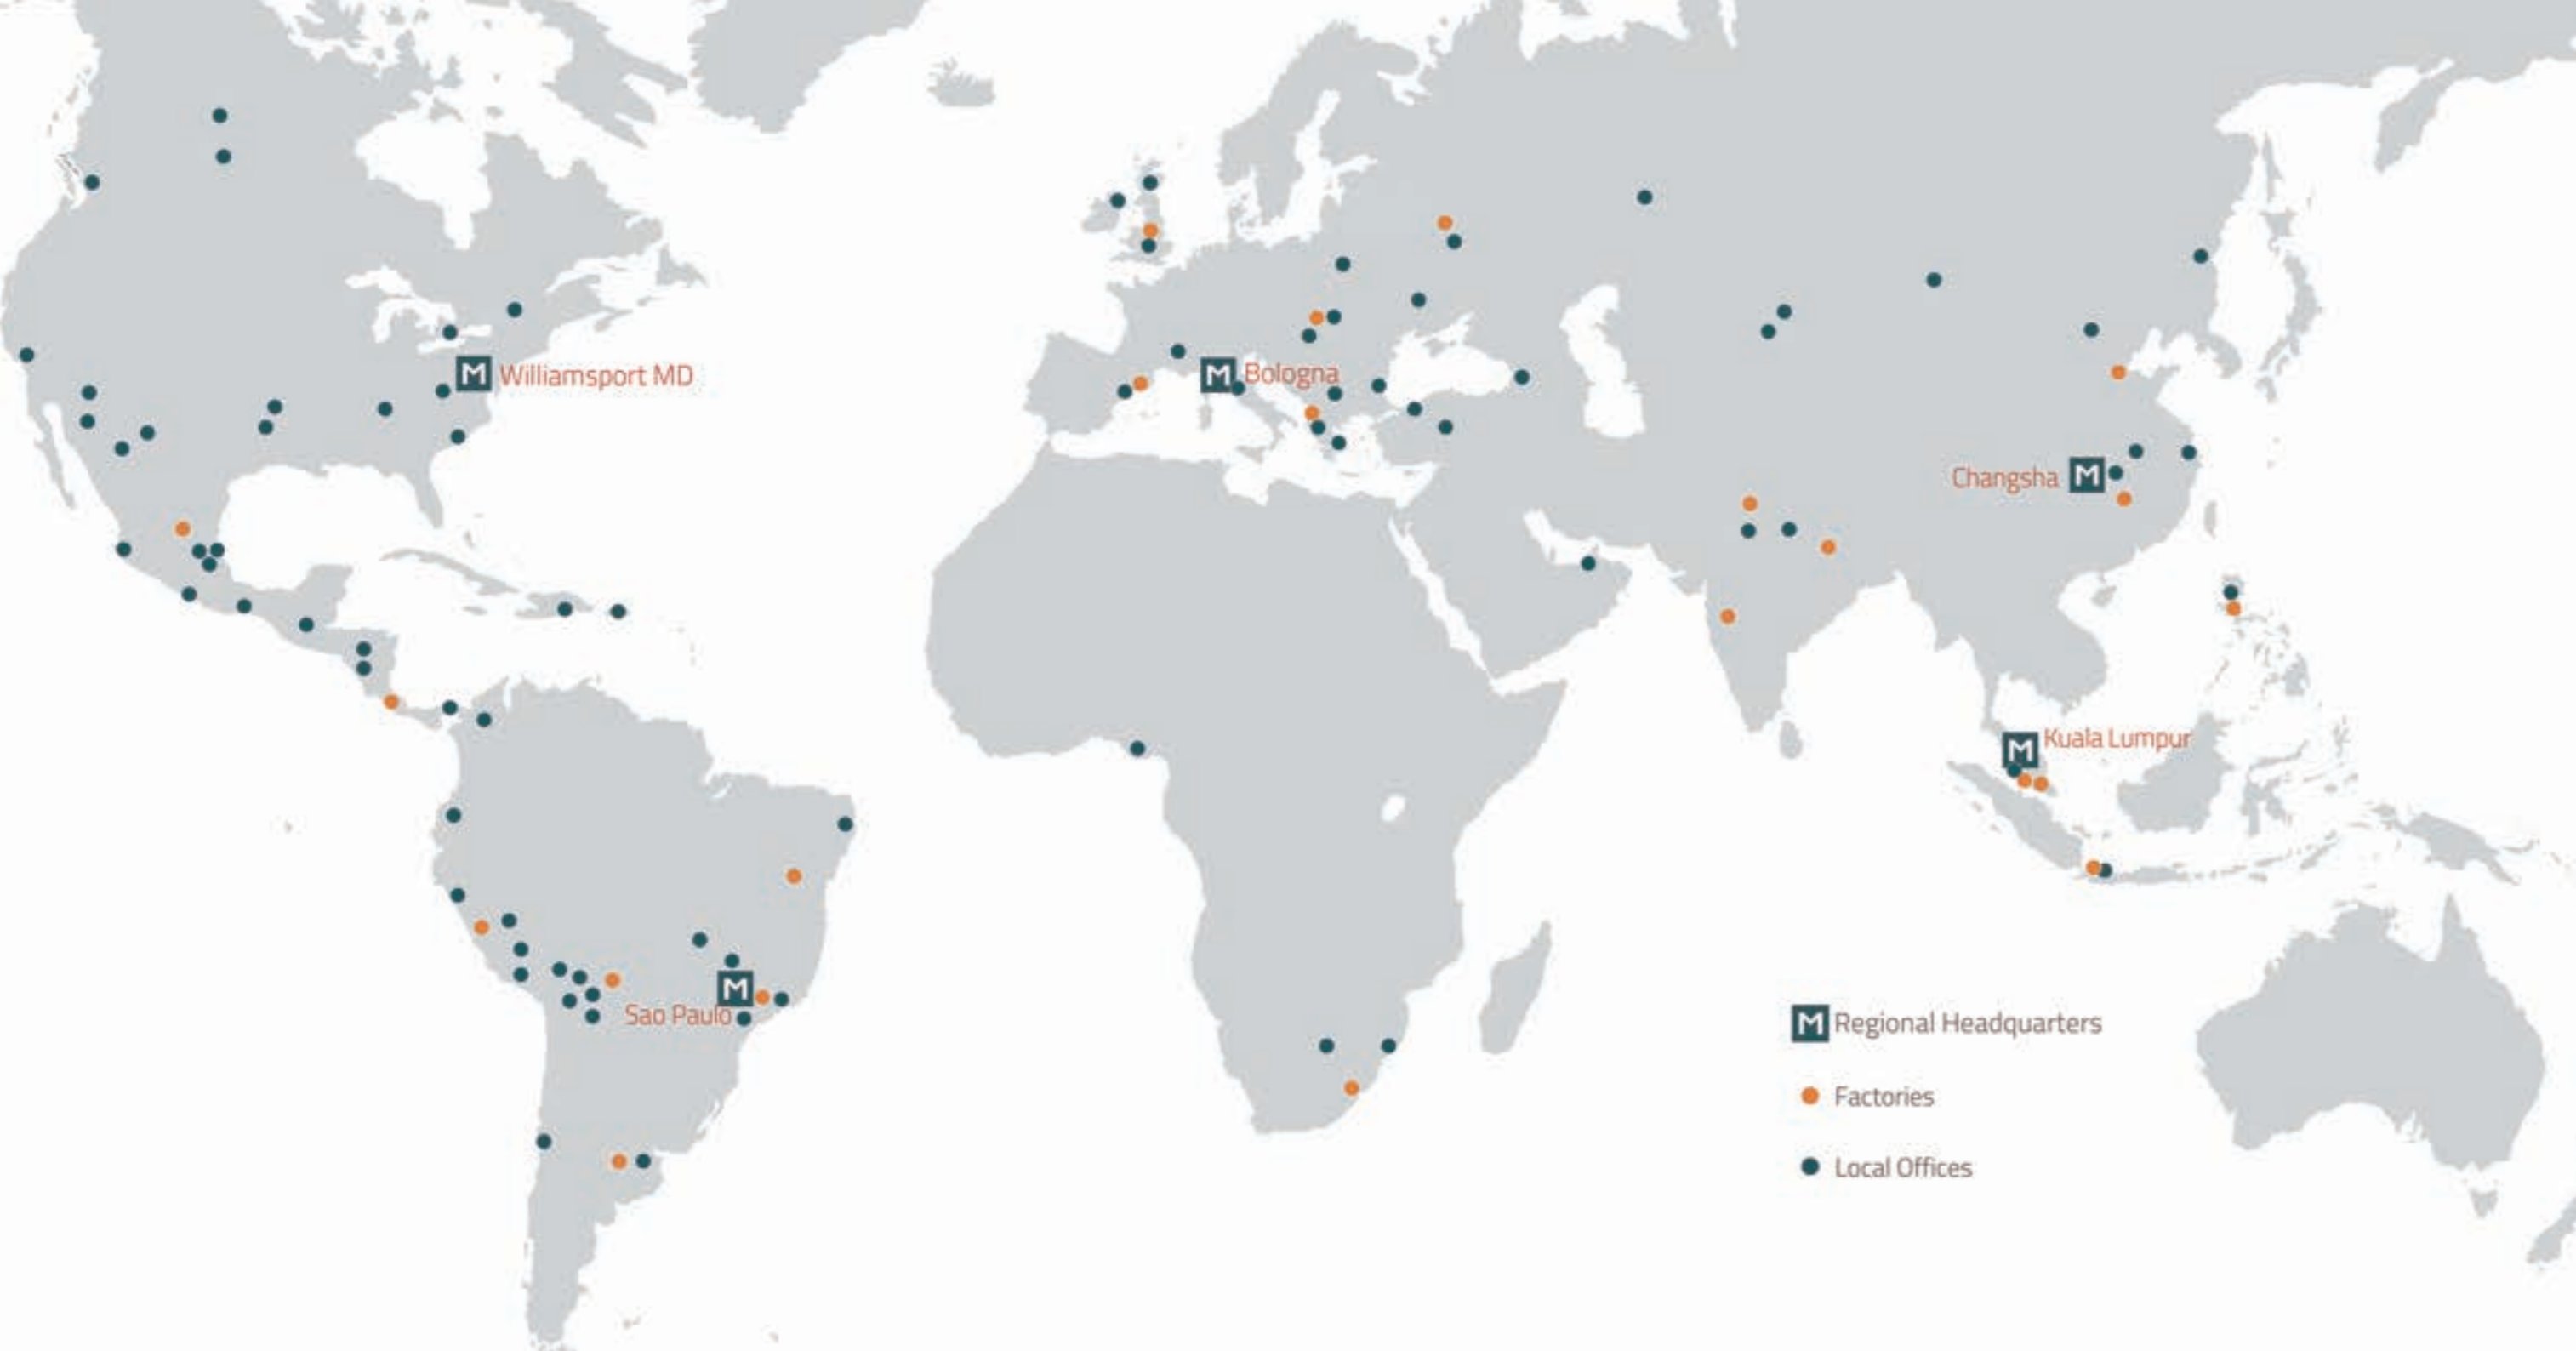 M Williamsport MD
M Bologna
Changsha M
M Kuala Lumpur
M
Sao Paulo
M Regional Headquarters
Factories
Local Offices